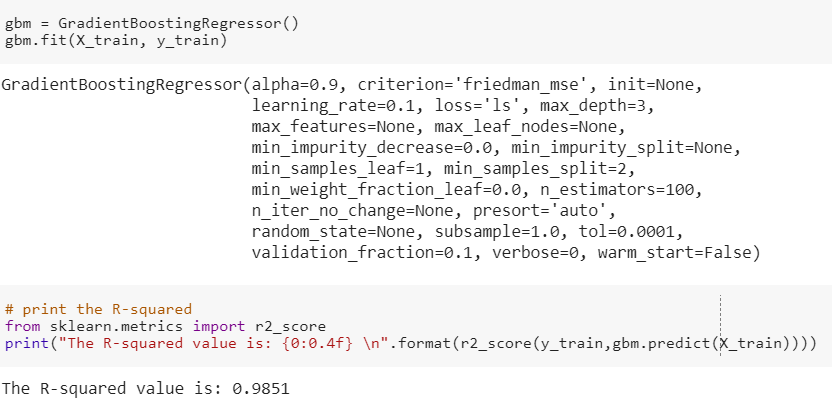 gbm = GradientBoostingRegressor()
gbm.fit(X_train, y_train)
GradientBoostingRegressor(alpha=0.9, criterion='friedman_mse', init=None,
learning_rate=0.1, loss='ls', max_depth=3,
max_features=None, max_leaf_nodes=None,
min_impurity_decrease=0.0, min_impurity_split=None,
min_samples_leaf=1, min_samples_split=2,
min_weight_fraction_leaf=0.0, n_estimators=100,
n_iter_no_change=None, presort='auto',
random_state=None, subsample=1.0, tol=0.0001,
validation_fraction=0.1, verbose=0, warm_start=False)
# print the R-squared
from sklearn.metrics import r2_score
print("The R-squared value is: {0:0.4f} \n".format(r2_score(y_train,gbm.predict(X_train))))
The R-squared value is: 0.9851